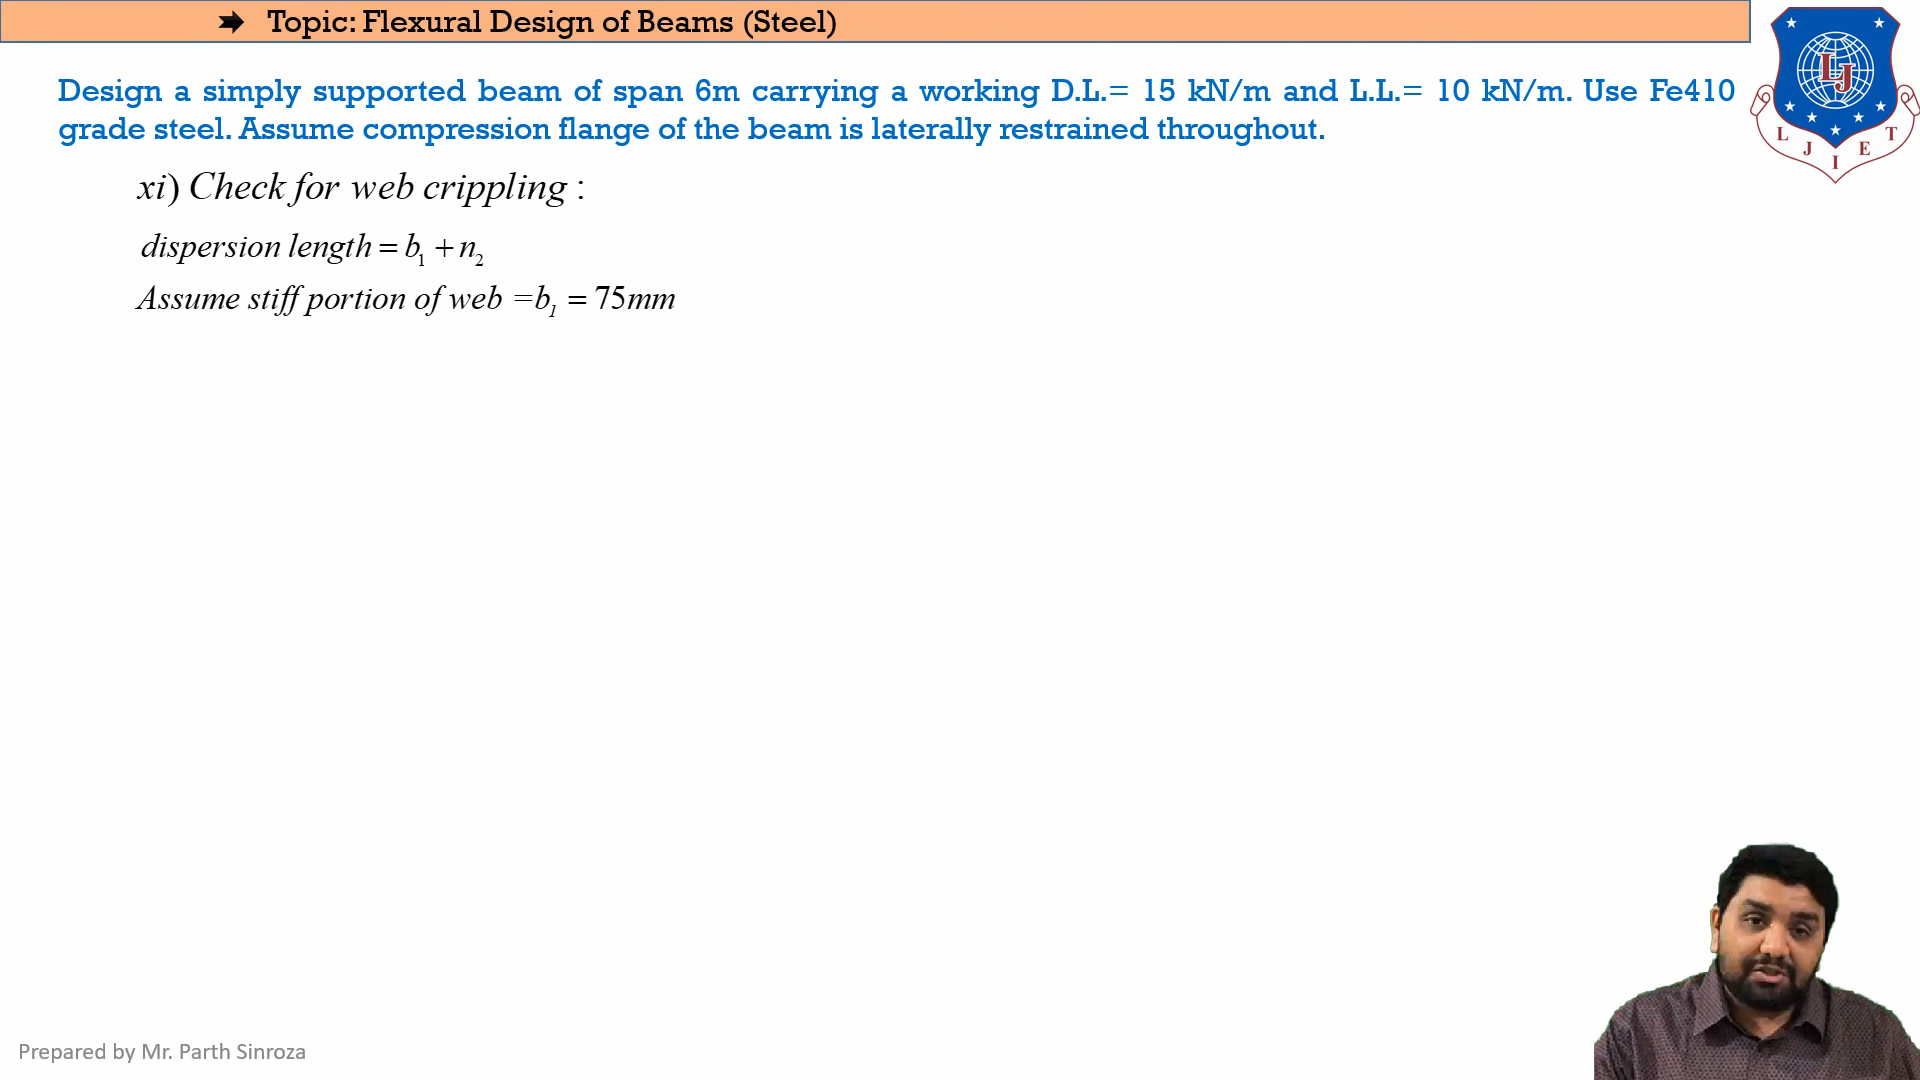 Topic: Flexural Design of Beams (Steel)
Design a simply supported beam of span 6m carrying a working D.L.= 15 kN/m and L.L.= 10 kN/m. Use Fe410
grade steel. Assume compression flange of the beam is laterally restrained throughout.
xi) Check for web crippling :
dispersion length = b₁ + n₂
Assume stiff portion of web =b₁ = 75mm
LJ
L J I E T
Prepared by Mr. Parth Sinroza